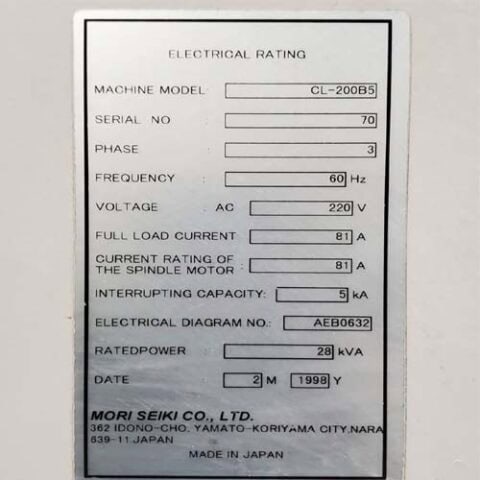 ELECTRICAL RATING
MACHINE MODEL CL-200B5
SERIAL NO : 70
PHASE : 3
FREQUENCY : 60 Hz
VOLTAGE : AC 220 V
FULL LOAD CURRENT: 81 A
CURRENT RATING OF
THE SPINDLE MOTOR : 81 A
INTERRUPTING CAPACITY: 5 kA
ELECTRICAL DIAGRAM NO.: AEB0632
RATEDPOWER 28 kVA
DATE 2 M 1998 Y
MORI SEIKI CO., LTD.
362 IDONO-CHO, YAMATO-KORIYAMA CITY, NARA
639-11 JAPAN
MADE IN JAPAN